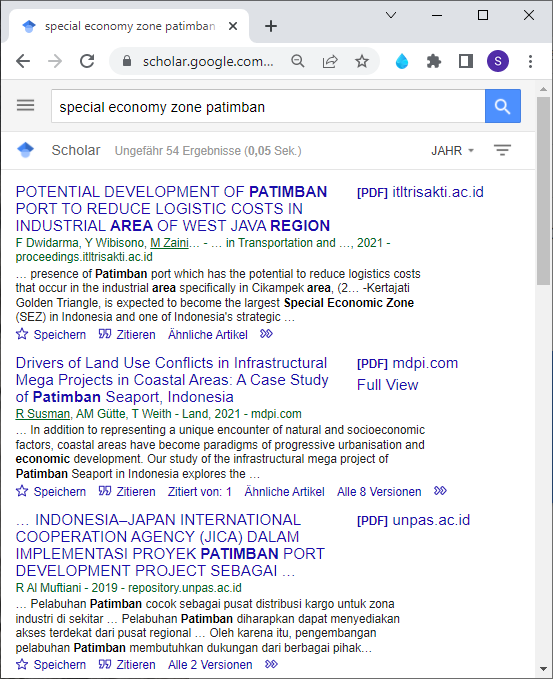 special economy zone patimban
scholar.google.com...
S
special economy zone patimban
Scholar Ungefähr 54 Ergebnisse (0,05 Sek.) JAHR
POTENTIAL DEVELOPMENT OF PATIMBAN
PORT TO REDUCE LOGISTIC COSTS IN
INDUSTRIAL AREA OF WEST JAVA REGION
[PDF] itltrisakti.ac.id
F Dwidarma, Y Wibisono, M Zaini… - … in Transportation and …, 2021 -
proceedings.itltrisakti.ac.id
… presence of Patimban port which has the potential to reduce logistics costs
that occur in the industrial area specifically in Cikampek area, (2… -Kertajati
Golden Triangle, is expected to become the largest Special Economic Zone
(SEZ) in Indonesia and one of Indonesia's strategic …
Speichern Zitieren Ähnliche Artikel
Drivers of Land Use Conflicts in Infrastructural
Mega Projects in Coastal Areas: A Case Study
of Patimban Seaport, Indonesia
[PDF] mdpi.com
Full View
R Susman, AM Gütte, T Weith - Land, 2021 - mdpi.com
… In addition to representing a unique encounter of natural and socioeconomic
factors, coastal areas have become paradigms of progressive urbanisation and
economic development. Our study of the infrastructural mega project of
Patimban Seaport in Indonesia explores the …
Speichern Zitieren Zitiert von: 1 Ähnliche Artikel Alle 8 Versionen
… INDONESIA–JAPAN INTERNATIONAL
COOPERATION AGENCY (JICA) DALAM
IMPLEMENTASI PROYEK PATIMBAN PORT
DEVELOPMENT PROJECT SEBAGAI …
[PDF] unpas.ac.id
R Al Muftiani - 2019 - repository.unpas.ac.id
… Pelabuhan Patimban cocok sebagai pusat distribusi kargo untuk zona
industri di sekitar … Pelabuhan Patimban diharapkan dapat menyediakan
akses terdekat dari pusat regional … Oleh karena itu, pengembangan
pelabuhan Patimban membutuhkan dukungan dari berbagai pihak…
Speichern Zitieren Alle 2 Versionen